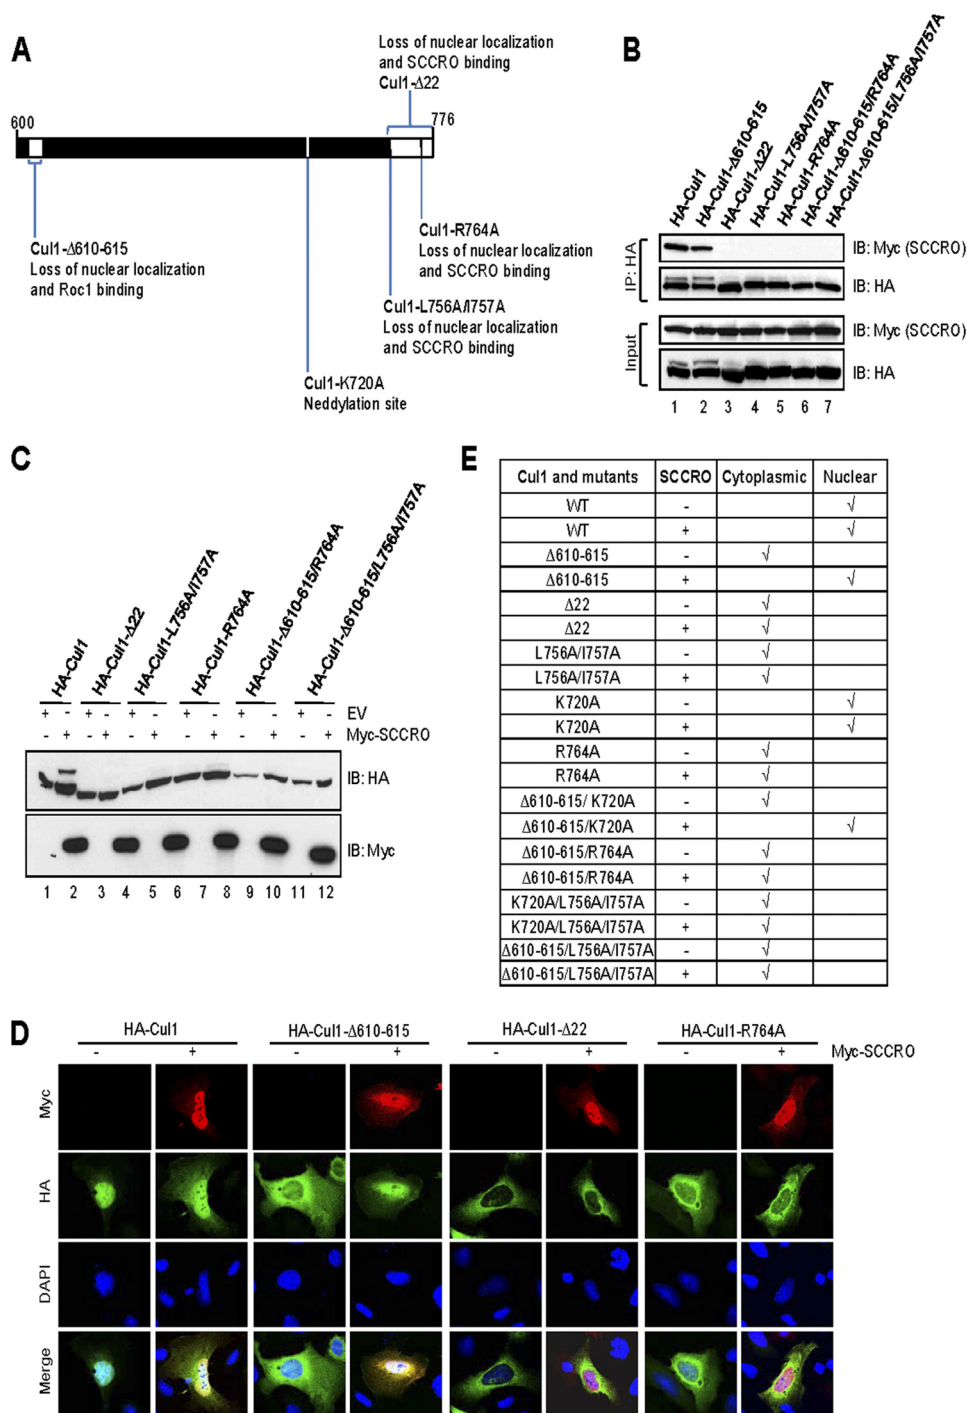 A
Loss of nuclear localization
and SCCRO binding
Cul1-Δ22
600
776
Cul1-Δ610-615
Loss of nuclear localization
and Roc1 binding
Cul1-R764A
Loss of nuclear localization
and SCCRO binding
Cul1-L756A/I757A
Loss of nuclear localization
and SCCRO binding
Cul1-K720A
Neddylation site
B
HA-Cul1
HA-Cul1-Δ610-615
HA-Cul1-Δ22
HA-Cul1-L756A/I757A
HA-Cul1-R764A
HA-Cul1-Δ610-615/R764A
HA-Cul1-Δ610-615/L756A/I757A
IP: HA
IB: Myc (SCCRO)
IB: HA
Input
IB: Myc (SCCRO)
IB: HA
1 2 3 4 5 6 7
C
HA-Cul1
HA-Cul1-Δ22
HA-Cul1-L756A/I757A
HA-Cul1-R764A
HA-Cul1-Δ610-615/R764A
HA-Cul1-Δ610-615/L756A/I757A
+ - + - + - + - + - + - EV
- + - + - + - + - + - + Myc-SCCRO
IB: HA
IB: Myc
1 2 3 4 5 6 7 8 9 10 11 12
E
Cul1 and mutants SCCRO Cytoplasmic Nuclear
WT - √
WT + √
Δ610-615 - √
Δ610-615 + √
Δ22 - √
Δ22 + √
L756A/I757A - √
L756A/I757A + √
K720A - √
K720A + √
R764A - √
R764A + √
Δ610-615/ K720A - √
Δ610-615/K720A + √
Δ610-615/R764A - √
Δ610-615/R764A + √
K720A/L756A/I757A - √
K720A/L756A/I757A + √
Δ610-615/L756A/I757A - √
Δ610-615/L756A/I757A + √
D
HA-Cul1 HA-Cul1-Δ610-615 HA-Cul1-Δ22 HA-Cul1-R764A
- + - + - + - + Myc-SCCRO
Myc
HA
DAPI
Merge